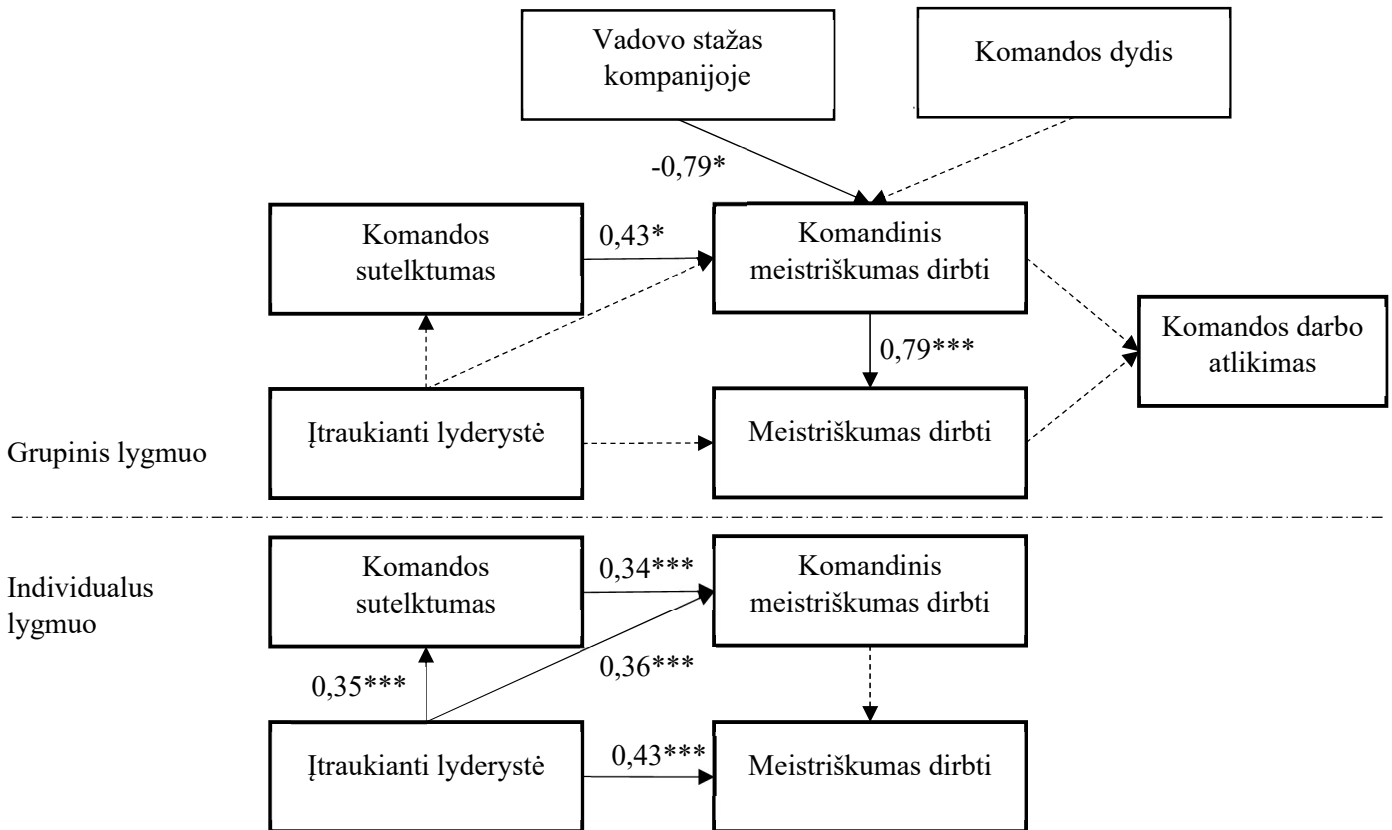 Vadovo stažas
kompanijoje
Komandos dydis
-0,79*
Komandos
sutelktumas
0,43*
Komandinis
meistriškumas dirbti
Komandos darbo
atlikimas
0,79***
Įtraukianti lyderystė
Meistriškumas dirbti
Grupinis lygmuo
Individualus
lygmuo
Komandos
sutelktumas
0,34***
Komandinis
meistriškumas dirbti
0,35***
0,36***
Įtraukianti lyderystė
0,43***
Meistriškumas dirbti